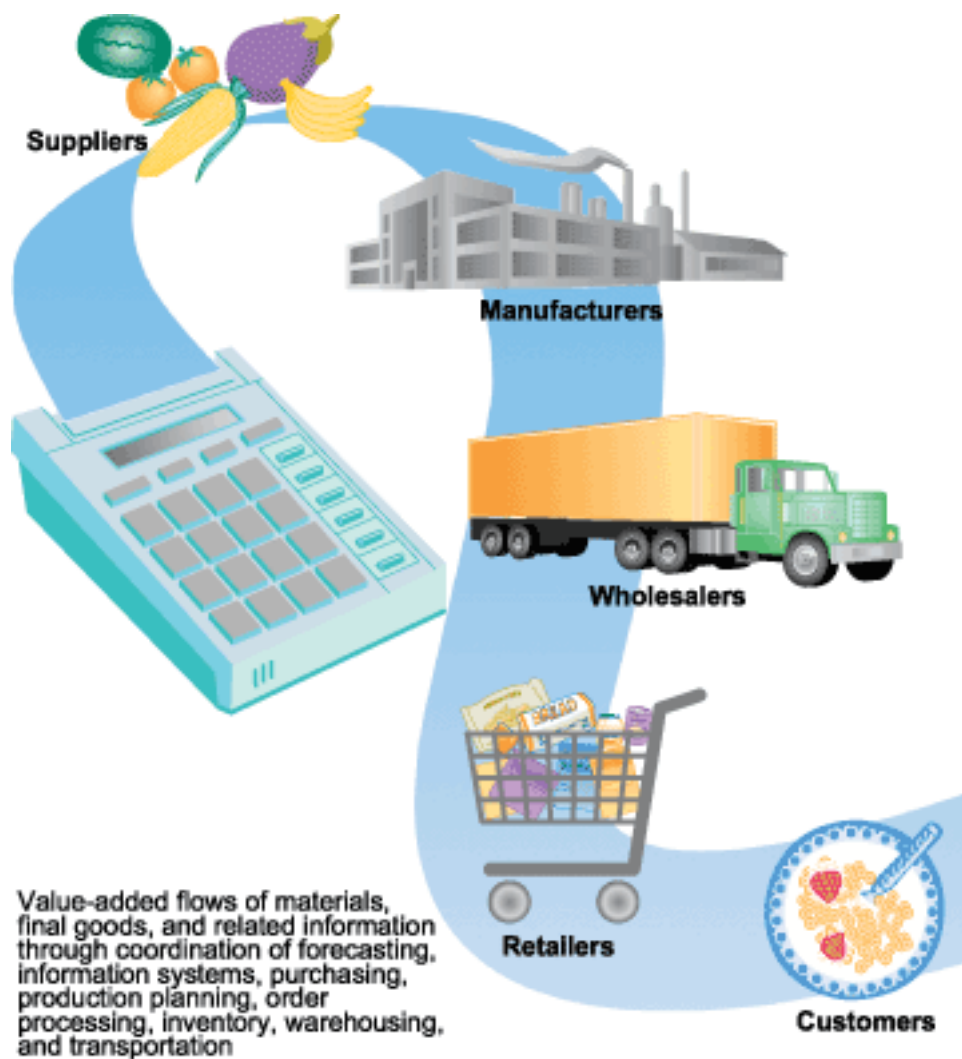 Suppliers
Manufacturers
Wholesalers
Retailers
Customers
Value-added flows of materials,
final goods, and related information
through coordination of forecasting,
information systems, purchasing,
production planning, order
processing, inventory, warehousing,
and transportation